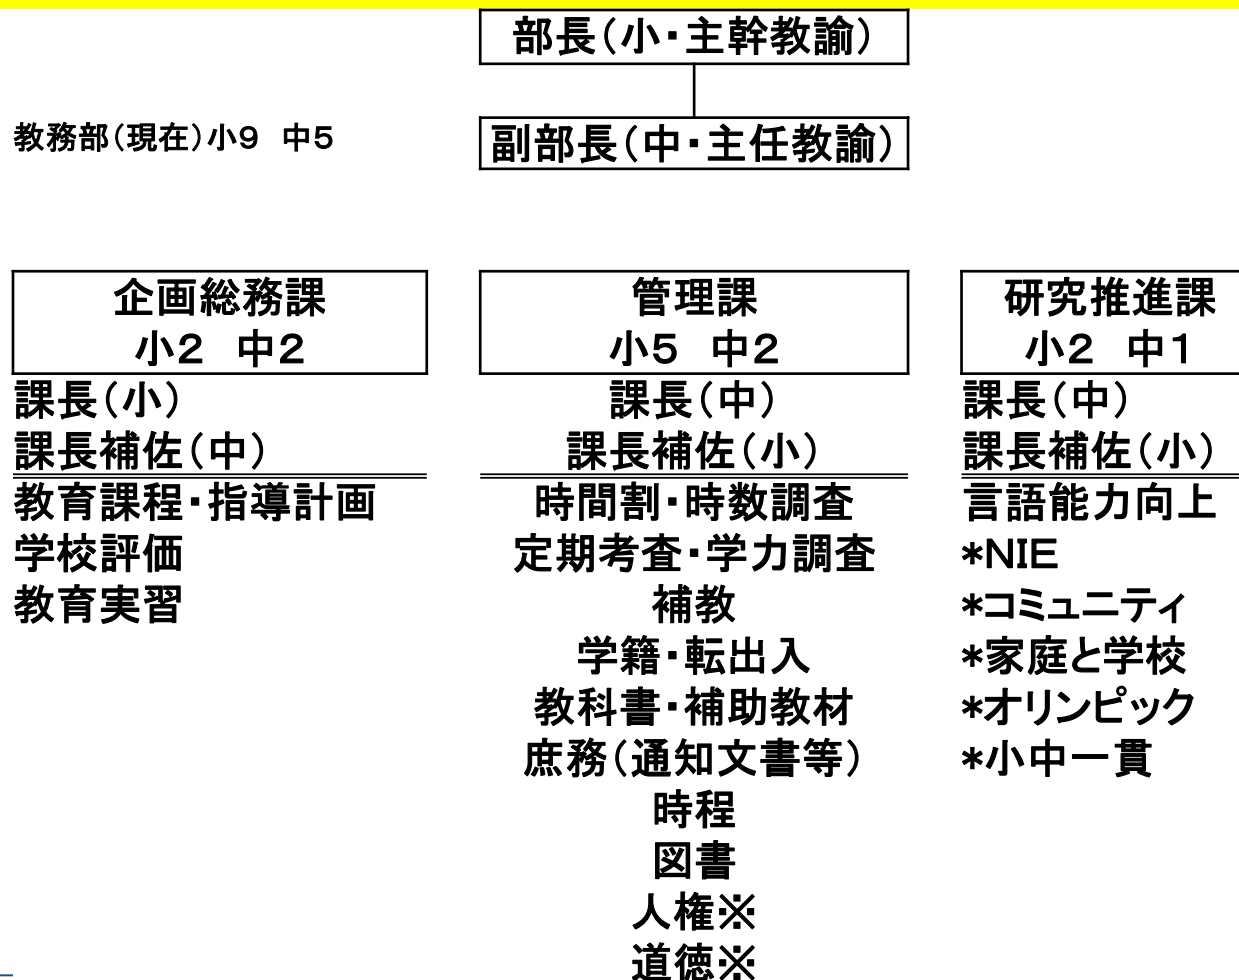 部長(小・主幹教諭)
教務部(現在)小9 中5
副部長(中・主任教諭)
企画総務課
小2 中2
課長(小)
課長補佐(中)
教育課程・指導計画
学校評価
教育実習
管理課
小5 中2
課長(中)
課長補佐(小)
時間割・時数調査
定期考査・学力調査
補教
学籍・転出入
教科書・補助教材
庶務(通知文書等)
時程
図書
人権※
道徳※
研究推進課
小2 中1
課長(中)
課長補佐(小)
言語能力向上
*NIE
*コミュニティ
*家庭と学校
*オリンピック
*小中一貫